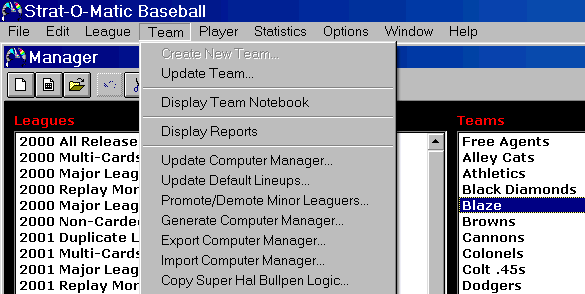 Strat-O-Matic Baseball
File Edit League Team Player Statistics Options Window Help
Manager
Create New Team...
Update Team...
Display Team Notebook
Display Reports
Update Computer Manager...
Update Default Lineups...
Promote/Demote Minor Leaguers...
Generate Computer Manager...
Export Computer Manager...
Import Computer Manager...
Copy Super Hal Bullpen Logic...
Leagues
2000 All Release
2000 Multi-Cards
2000 Major Leag
2000 Replay Mor
2000 Non-Carded
2001 Duplicate L
2001 Multi-Cards
2001 Major Leag
2001 Replay Mor
Teams
Free Agents
Alley Cats
Athletics
Black Diamonds
Blaze
Browns
Cannons
Colonels
Colt .45s
Dodgers